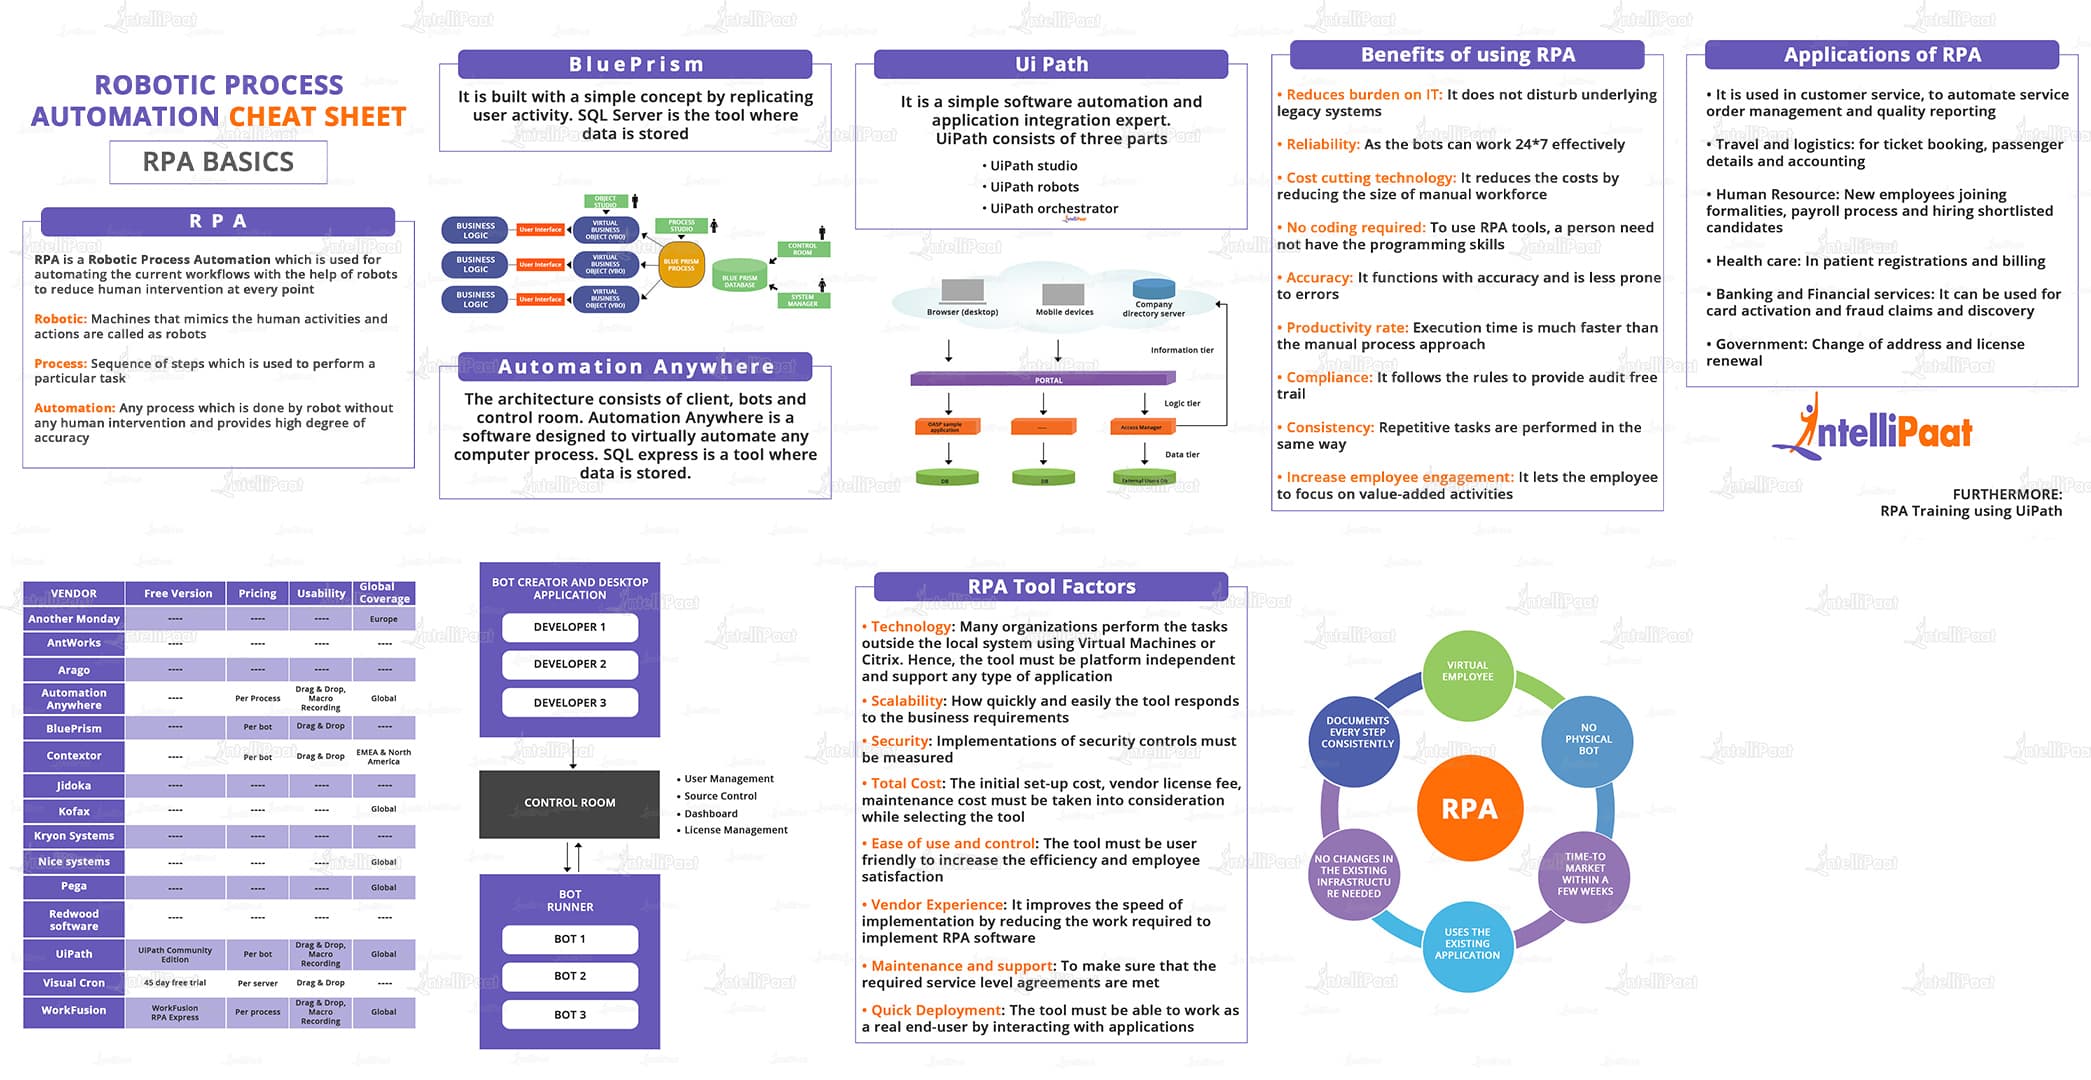 ROBOTIC PROCESS
AUTOMATION CHEAT SHEET
RPA BASICS
R P A
RPA is a Robotic Process Automation which is used for
automating the current workflows with the help of robots
to reduce human intervention at every point
Robotic: Machines that mimics the human activities and
actions are called as robots
Process: Sequence of steps which is used to perform a
particular task
Automation: Any process which is done by robot without
any human intervention and provides high degree of
accuracy
BluePrism
It is built with a simple concept by replicating
user activity. SQL Server is the tool where
data is stored
OBJECT
STUDIO
BUSINESS
LOGIC
User Interface
VIRTUAL
BUSINESS
OBJECT (VBO)
PROCESS
STUDIO
BUSINESS
LOGIC
User Interface
VIRTUAL
BUSINESS
OBJECT (VBO)
BLUE PRISM
PROCESS
BLUE PRISM
DATABASE
CONTROL
ROOM
BUSINESS
LOGIC
User Interface
VIRTUAL
BUSINESS
OBJECT (VBO)
SYSTEM
MANAGER
Automation Anywhere
The architecture consists of client, bots and
control room. Automation Anywhere is a
software designed to virtually automate any
computer process. SQL express is a tool where
data is stored.
Ui Path
It is a simple software automation and
application integration expert.
UiPath consists of three parts
• UiPath studio
• UiPath robots
• UiPath orchestrator
IntelliPaat
Browser (desktop)
Mobile devices
Company
directory server
Information tier
PORTAL
Logic tier
OASP sample
application
----
Access Manager
Data tier
DB
DB
External Users Db
Benefits of using RPA
• Reduces burden on IT: It does not disturb underlying
legacy systems
• Reliability: As the bots can work 24*7 effectively
• Cost cutting technology: It reduces the costs by
reducing the size of manual workforce
• No coding required: To use RPA tools, a person need
not have the programming skills
• Accuracy: It functions with accuracy and is less prone
to errors
• Productivity rate: Execution time is much faster than
the manual process approach
• Compliance: It follows the rules to provide audit free
trail
• Consistency: Repetitive tasks are performed in the
same way
• Increase employee engagement: It lets the employee
to focus on value-added activities
Applications of RPA
• It is used in customer service, to automate service
order management and quality reporting
• Travel and logistics: for ticket booking, passenger
details and accounting
• Human Resource: New employees joining
formalities, payroll process and hiring shortlisted
candidates
• Health care: In patient registrations and billing
• Banking and Financial services: It can be used for
card activation and fraud claims and discovery
• Government: Change of address and license
renewal
IntelliPaat
FURTHERMORE:
RPA Training using UiPath
VENDOR Free Version Pricing Usability Global Coverage
Another Monday ---- ---- ---- Europe
AntWorks ---- ---- ---- ----
Arago ---- ---- ---- ----
Automation Anywhere ---- Per Process Drag & Drop, Macro Recording Global
BluePrism ---- Per bot Drag & Drop ----
Contextor ---- Per bot Drag & Drop EMEA & North America
Jidoka ---- ---- ---- ----
Kofax ---- ---- ---- Global
Kryon Systems ---- ---- ---- ----
Nice systems ---- ---- ---- Global
Pega ---- ---- ---- Global
Redwood software ---- ---- ---- ----
UiPath UiPath Community Edition Per bot Drag & Drop, Macro Recording Global
Visual Cron 45 day free trial Per server Drag & Drop ----
WorkFusion WorkFusion RPA Express Per process Drag & Drop, Macro Recording Global
BOT CREATOR AND DESKTOP
APPLICATION
DEVELOPER 1
DEVELOPER 2
DEVELOPER 3
CONTROL ROOM
• User Management
• Source Control
• Dashboard
• License Management
BOT
RUNNER
BOT 1
BOT 2
BOT 3
RPA Tool Factors
• Technology: Many organizations perform the tasks
outside the local system using Virtual Machines or
Citrix. Hence, the tool must be platform independent
and support any type of application
• Scalability: How quickly and easily the tool responds
to the business requirements
• Security: Implementations of security controls must
be measured
• Total Cost: The initial set-up cost, vendor license fee,
maintenance cost must be taken into consideration
while selecting the tool
• Ease of use and control: The tool must be user
friendly to increase the efficiency and employee
satisfaction
• Vendor Experience: It improves the speed of
implementation by reducing the work required to
implement RPA software
• Maintenance and support: To make sure that the
required service level agreements are met
• Quick Deployment: The tool must be able to work as
a real end-user by interacting with applications
VIRTUAL
EMPLOYEE
NO
PHYSICAL
BOT
TIME-TO
MARKET
WITHIN A
FEW WEEKS
USES THE
EXISTING
APPLICATION
NO CHANGES IN
THE EXISTING
INFRASTRUCTU
RE NEEDED
DOCUMENTS
EVERY STEP
CONSISTENTLY
RPA